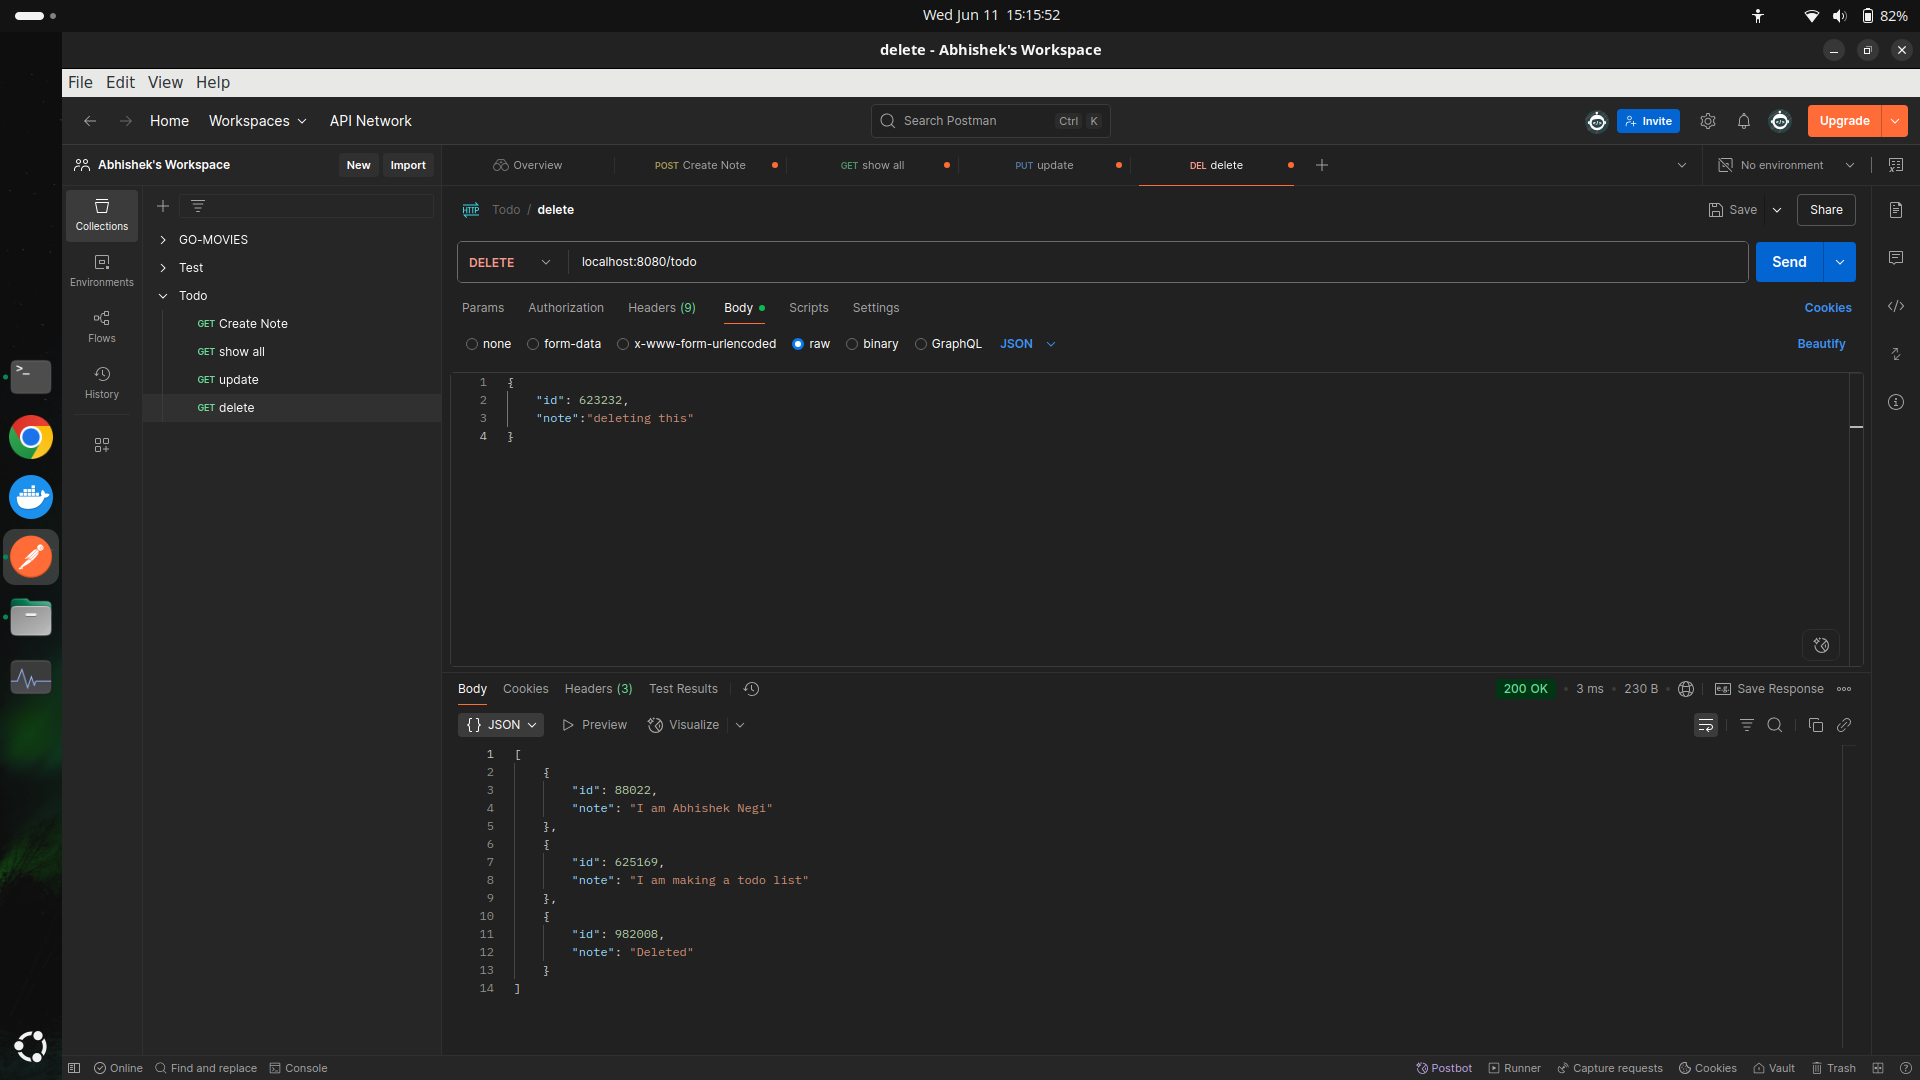 Wed Jun 11 15:15:52
82%
delete - Abhishek's Workspace
File Edit View Help
Home Workspaces API Network
Search Postman Ctrl K
Invite
Upgrade
Abhishek's Workspace New Import
Overview
POST Create Note
GET show all
PUT update
DEL delete
No environment
Collections
Environments
Flows
History
GO-MOVIES
Test
Todo
GET Create Note
GET show all
GET update
GET delete
HTTP Todo / delete
Save Share
DELETE localhost:8080/todo
Send
Params Authorization Headers (9) Body Scripts Settings
Cookies
none form-data x-www-form-urlencoded raw binary GraphQL JSON
Beautify
1 {
2 "id": 623232,
3 "note":"deleting this"
4 }
Body Cookies Headers (3) Test Results
200 OK • 3 ms • 230 B
e.g. Save Response
{} JSON Preview Visualize
1 [
2 {
3 "id": 88022,
4 "note": "I am Abhishek Negi"
5 },
6 {
7 "id": 625169,
8 "note": "I am making a todo list"
9 },
10 {
11 "id": 982008,
12 "note": "Deleted"
13 }
14 ]
Online Find and replace Console
Postbot Runner Capture requests Cookies Vault Trash